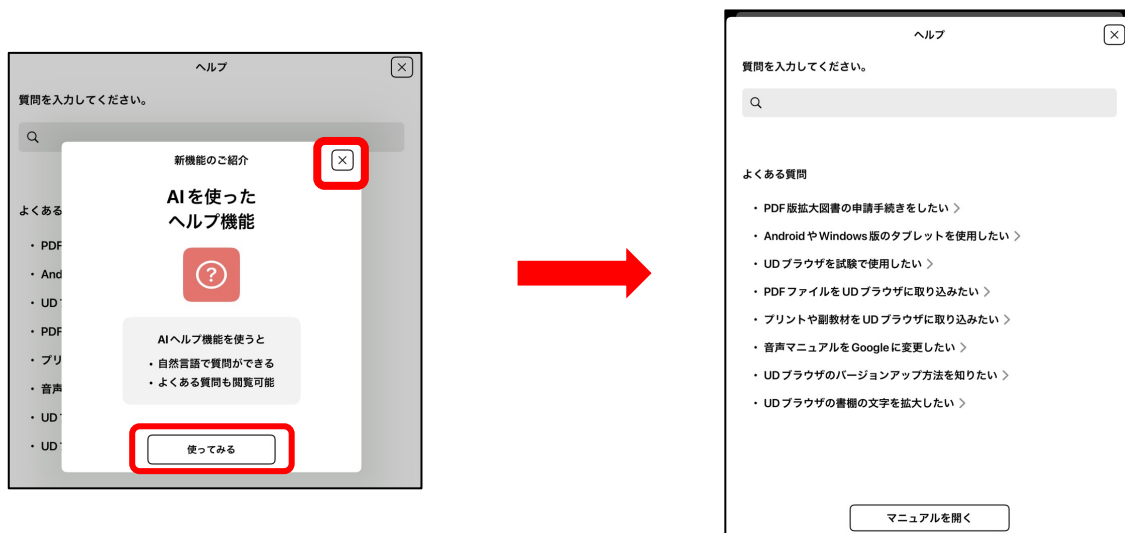 ヘルプ
質問を入力してください。
新機能のご紹介
AIを使った
ヘルプ機能
よくある
・PDF
・And
・UD
・PDF
・プリ
・音声
・UD
・UD
AIヘルプ機能を使うと
・自然言語で質問ができる
・よくある質問も閲覧可能
使ってみる
ヘルプ
質問を入力してください。
よくある質問
・PDF版拡大図書の申請手続きをしたい >
・AndroidやWindows版のタブレットを使用したい >
・UDブラウザを試験で使用したい >
・PDFファイルをUDブラウザに取り込みたい >
・プリントや副教材をUDブラウザに取り込みたい >
・音声マニュアルをGoogleに変更したい >
・UDブラウザのバージョンアップ方法を知りたい >
・UDブラウザの書棚の文字を拡大したい >
マニュアルを開く